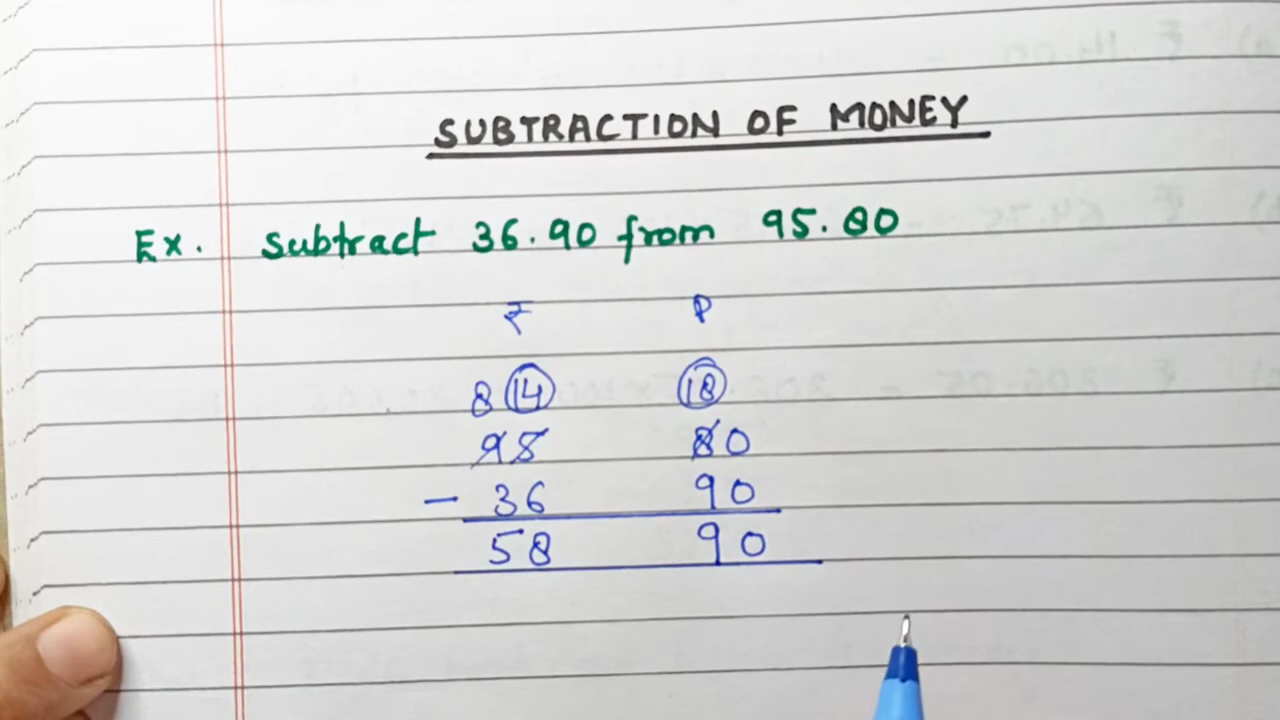 SUBTRACTION OF MONEY
Ex. Subtract 36.90 from 95.80
₹ P
8 14 18
95 80
- 36 90
58 90